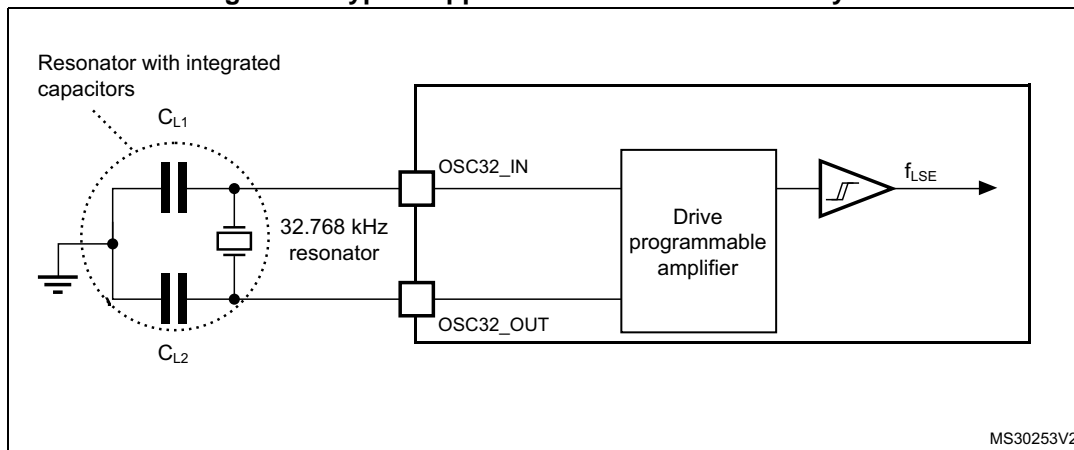 Resonator with integrated
capacitors
CL1
OSC32_IN
fLSE
32.768 kHz
resonator
Drive
programmable
amplifier
OSC32_OUT
CL2
MS30253V2